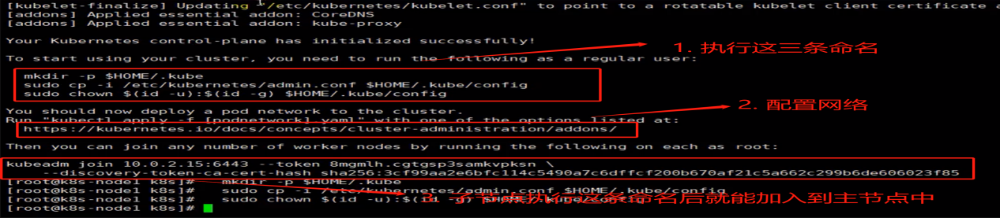 [kubelet-finalize] Updating "/etc/kubernetes/kubelet.conf" to point to a rotatable kubelet client certificate a
[addons] Applied essential addon: CoreDNS
[addons] Applied essential addon: kube-proxy
Your Kubernetes control-plane has initialized successfully!
To start using your cluster, you need to run the following as a regular user:
1. 执行这三条命名
mkdir -p $HOME/.kube
sudo cp -i /etc/kubernetes/admin.conf $HOME/.kube/config
sudo chown $(id -u):$(id -g) $HOME/.kube/config
2. 配置网络
You should now deploy a pod network to the cluster.
Run "kubectl apply -f [podnetwork].yaml" with one of the options listed at:
https://kubernetes.io/docs/concepts/cluster-administration/addons/
Then you can join any number of worker nodes by running the following on each as root:
kubeadm join 10.0.2.15:6443 --token 8mgmlh.cgtgsp3samkvpksn \
--discovery-token-ca-cert-hash sha256:3cf99aa2e6bfc114c5490a7c6dffcf200b670af21c5a662c299b6de606023f85
[root@k8s-node1 k8s]# mkdir -p $HOME/.kube
[root@k8s-node1 k8s]# sudo cp -i /etc/kubernetes/admin.conf $HOME/.kube/config
3. 子节点执行这条命名后就能加入到主节点中
[root@k8s-node1 k8s]# sudo chown $(id -u):$(id -g) $HOME/.kube/config
[root@k8s-node1 k8s]#